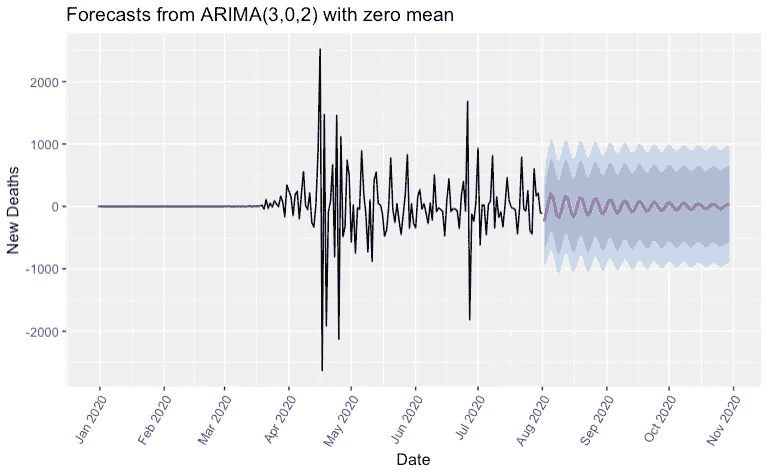 Forecasts from ARIMA(3,0,2) with zero mean
New Deaths
2000
1000
0
-1000
-2000
Jan 2020
Feb 2020
Mar 2020
Apr 2020
May 2020
Jun 2020
Jul 2020
Aug 2020
Sep 2020
Oct 2020
Nov 2020
Date